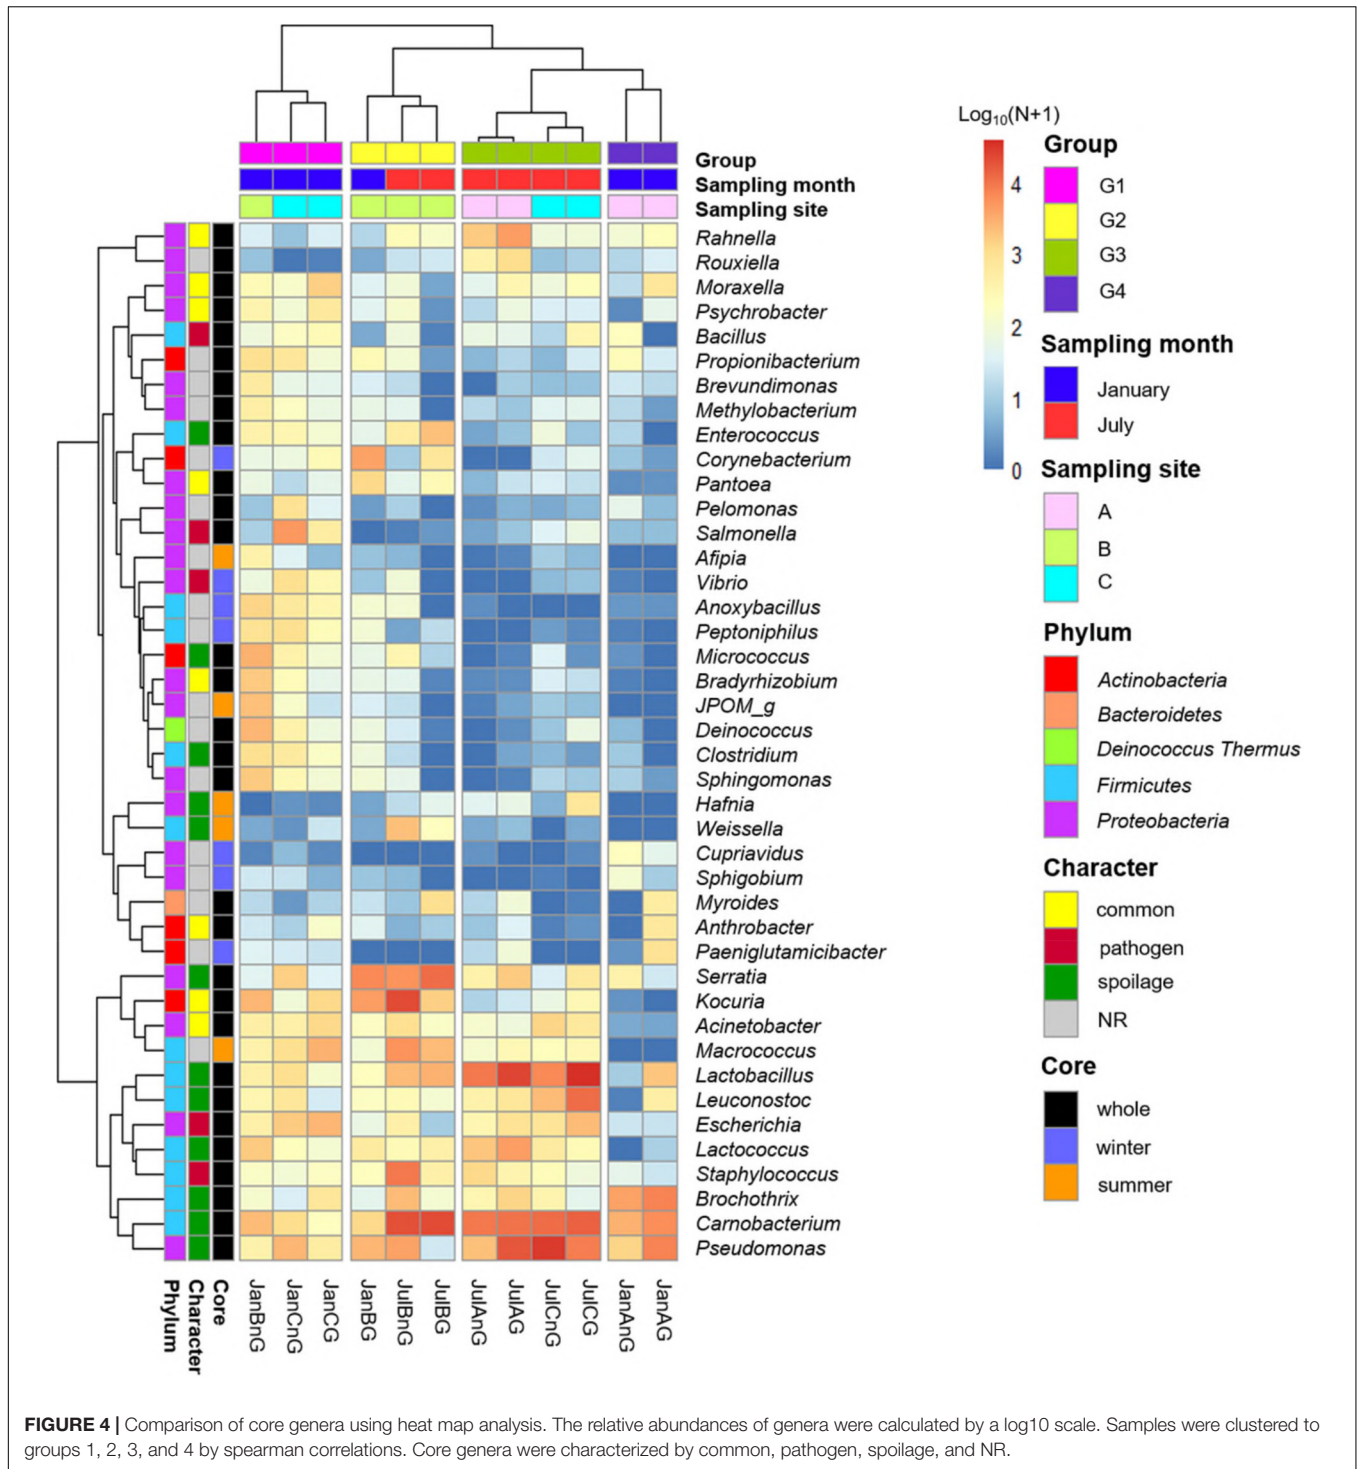 Log10(N+1)
4
3
2
1
0
Group
Sampling month
Sampling site
Rahnella
Rouxiella
Moraxella
Psychrobacter
Bacillus
Propionibacterium
Brevundimonas
Methylobacterium
Enterococcus
Corynebacterium
Pantoea
Pelomonas
Salmonella
Afipia
Vibrio
Anoxybacillus
Peptoniphilus
Micrococcus
Bradyrhizobium
JPOM_g
Deinococcus
Clostridium
Sphingomonas
Hafnia
Weissella
Cupriavidus
Sphigobium
Myroides
Anthrobacter
Paeniglutamicibacter
Serratia
Kocuria
Acinetobacter
Macrococcus
Lactobacillus
Leuconostoc
Escherichia
Lactococcus
Staphylococcus
Brochothrix
Carnobacterium
Pseudomonas
Group
G1
G2
G3
G4
Sampling month
January
July
Sampling site
A
B
C
Phylum
Actinobacteria
Bacteroidetes
Deinococcus Thermus
Firmicutes
Proteobacteria
Character
common
pathogen
spoilage
NR
Core
whole
winter
summer
Phylum
Character
Core
JanBnG
JanCnG
JanCG
JanBG
JulBnG
JulBG
JulAnG
JulAG
JulCnG
JulCG
JanAnG
JanAG
FIGURE 4 | Comparison of core genera using heat map analysis. The relative abundances of genera were calculated by a log10 scale. Samples were clustered to
groups 1, 2, 3, and 4 by spearman correlations. Core genera were characterized by common, pathogen, spoilage, and NR.